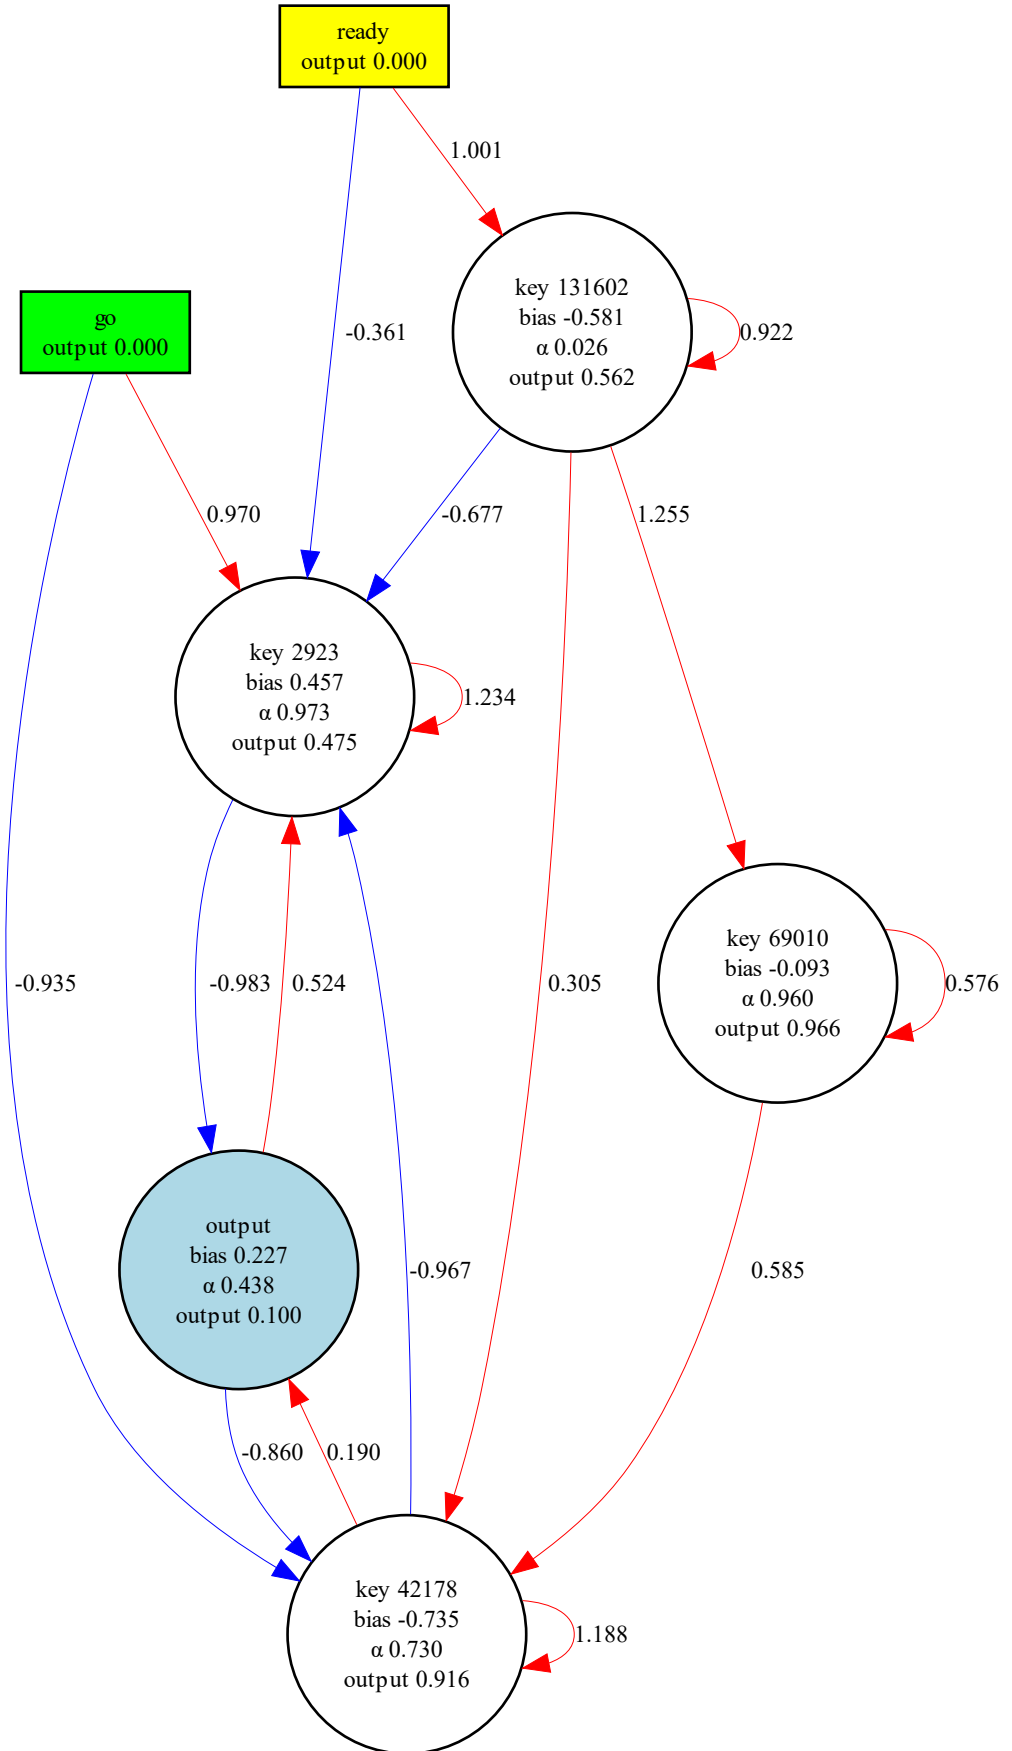 ready
output 0.000
1.001
key 131602
bias -0.581
α 0.026
output 0.562
0.922
go
output 0.000
-0.361
0.970
-0.677
1.255
key 2923
bias 0.457
α 0.973
output 0.475
1.234
key 69010
bias -0.093
α 0.960
output 0.966
0.576
-0.935
-0.983
0.524
0.305
output
bias 0.227
α 0.438
output 0.100
-0.967
0.585
-0.860
0.190
key 42178
bias -0.735
α 0.730
output 0.916
1.188